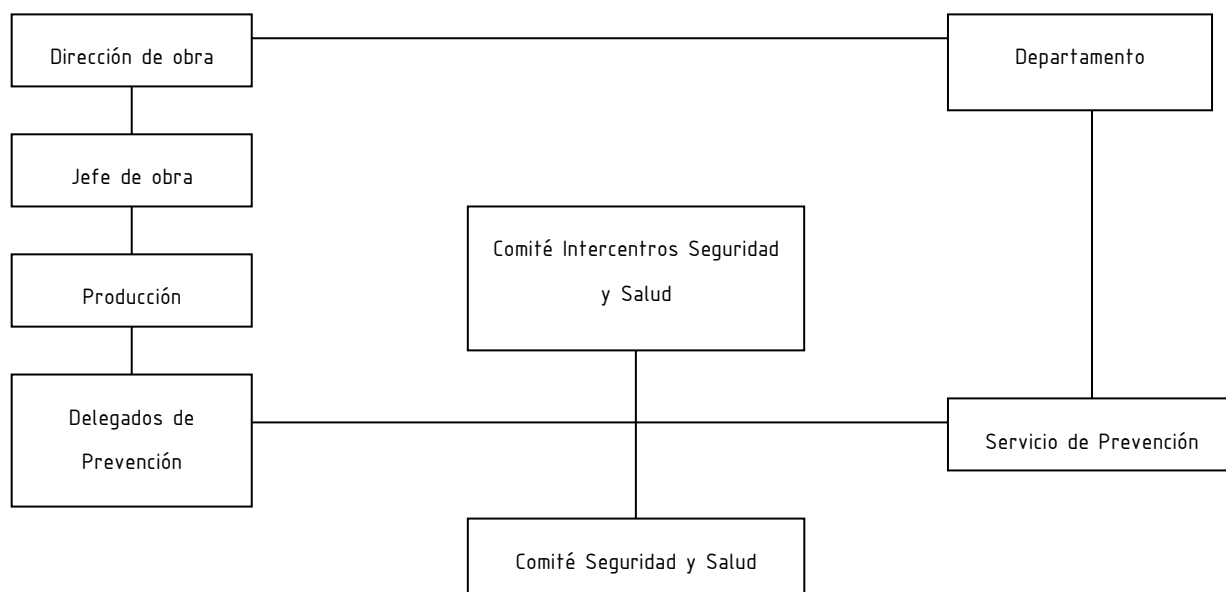 Dirección de obra
Departamento
Jefe de obra
Comité Intercentros Seguridad
y Salud
Producción
Delegados de
Prevención
Servicio de Prevención
Comité Seguridad y Salud